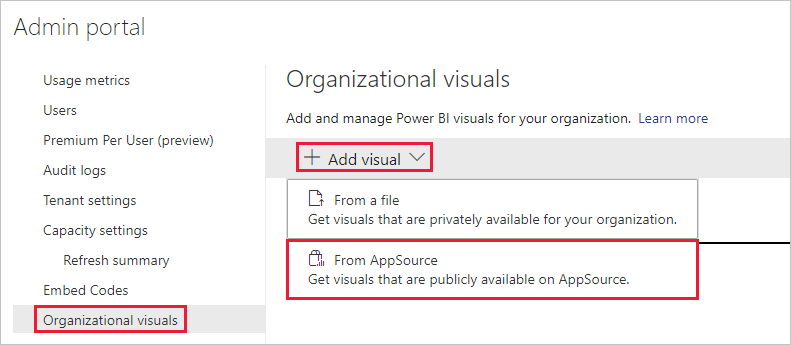 Admin portal
Usage metrics
Users
Premium Per User (preview)
Audit logs
Tenant settings
Capacity settings
Refresh summary
Embed Codes
Organizational visuals
Organizational visuals
Add and manage Power BI visuals for your organization. Learn more
+ Add visual
From a file
Get visuals that are privately available for your organization.
From AppSource
Get visuals that are publicly available on AppSource.